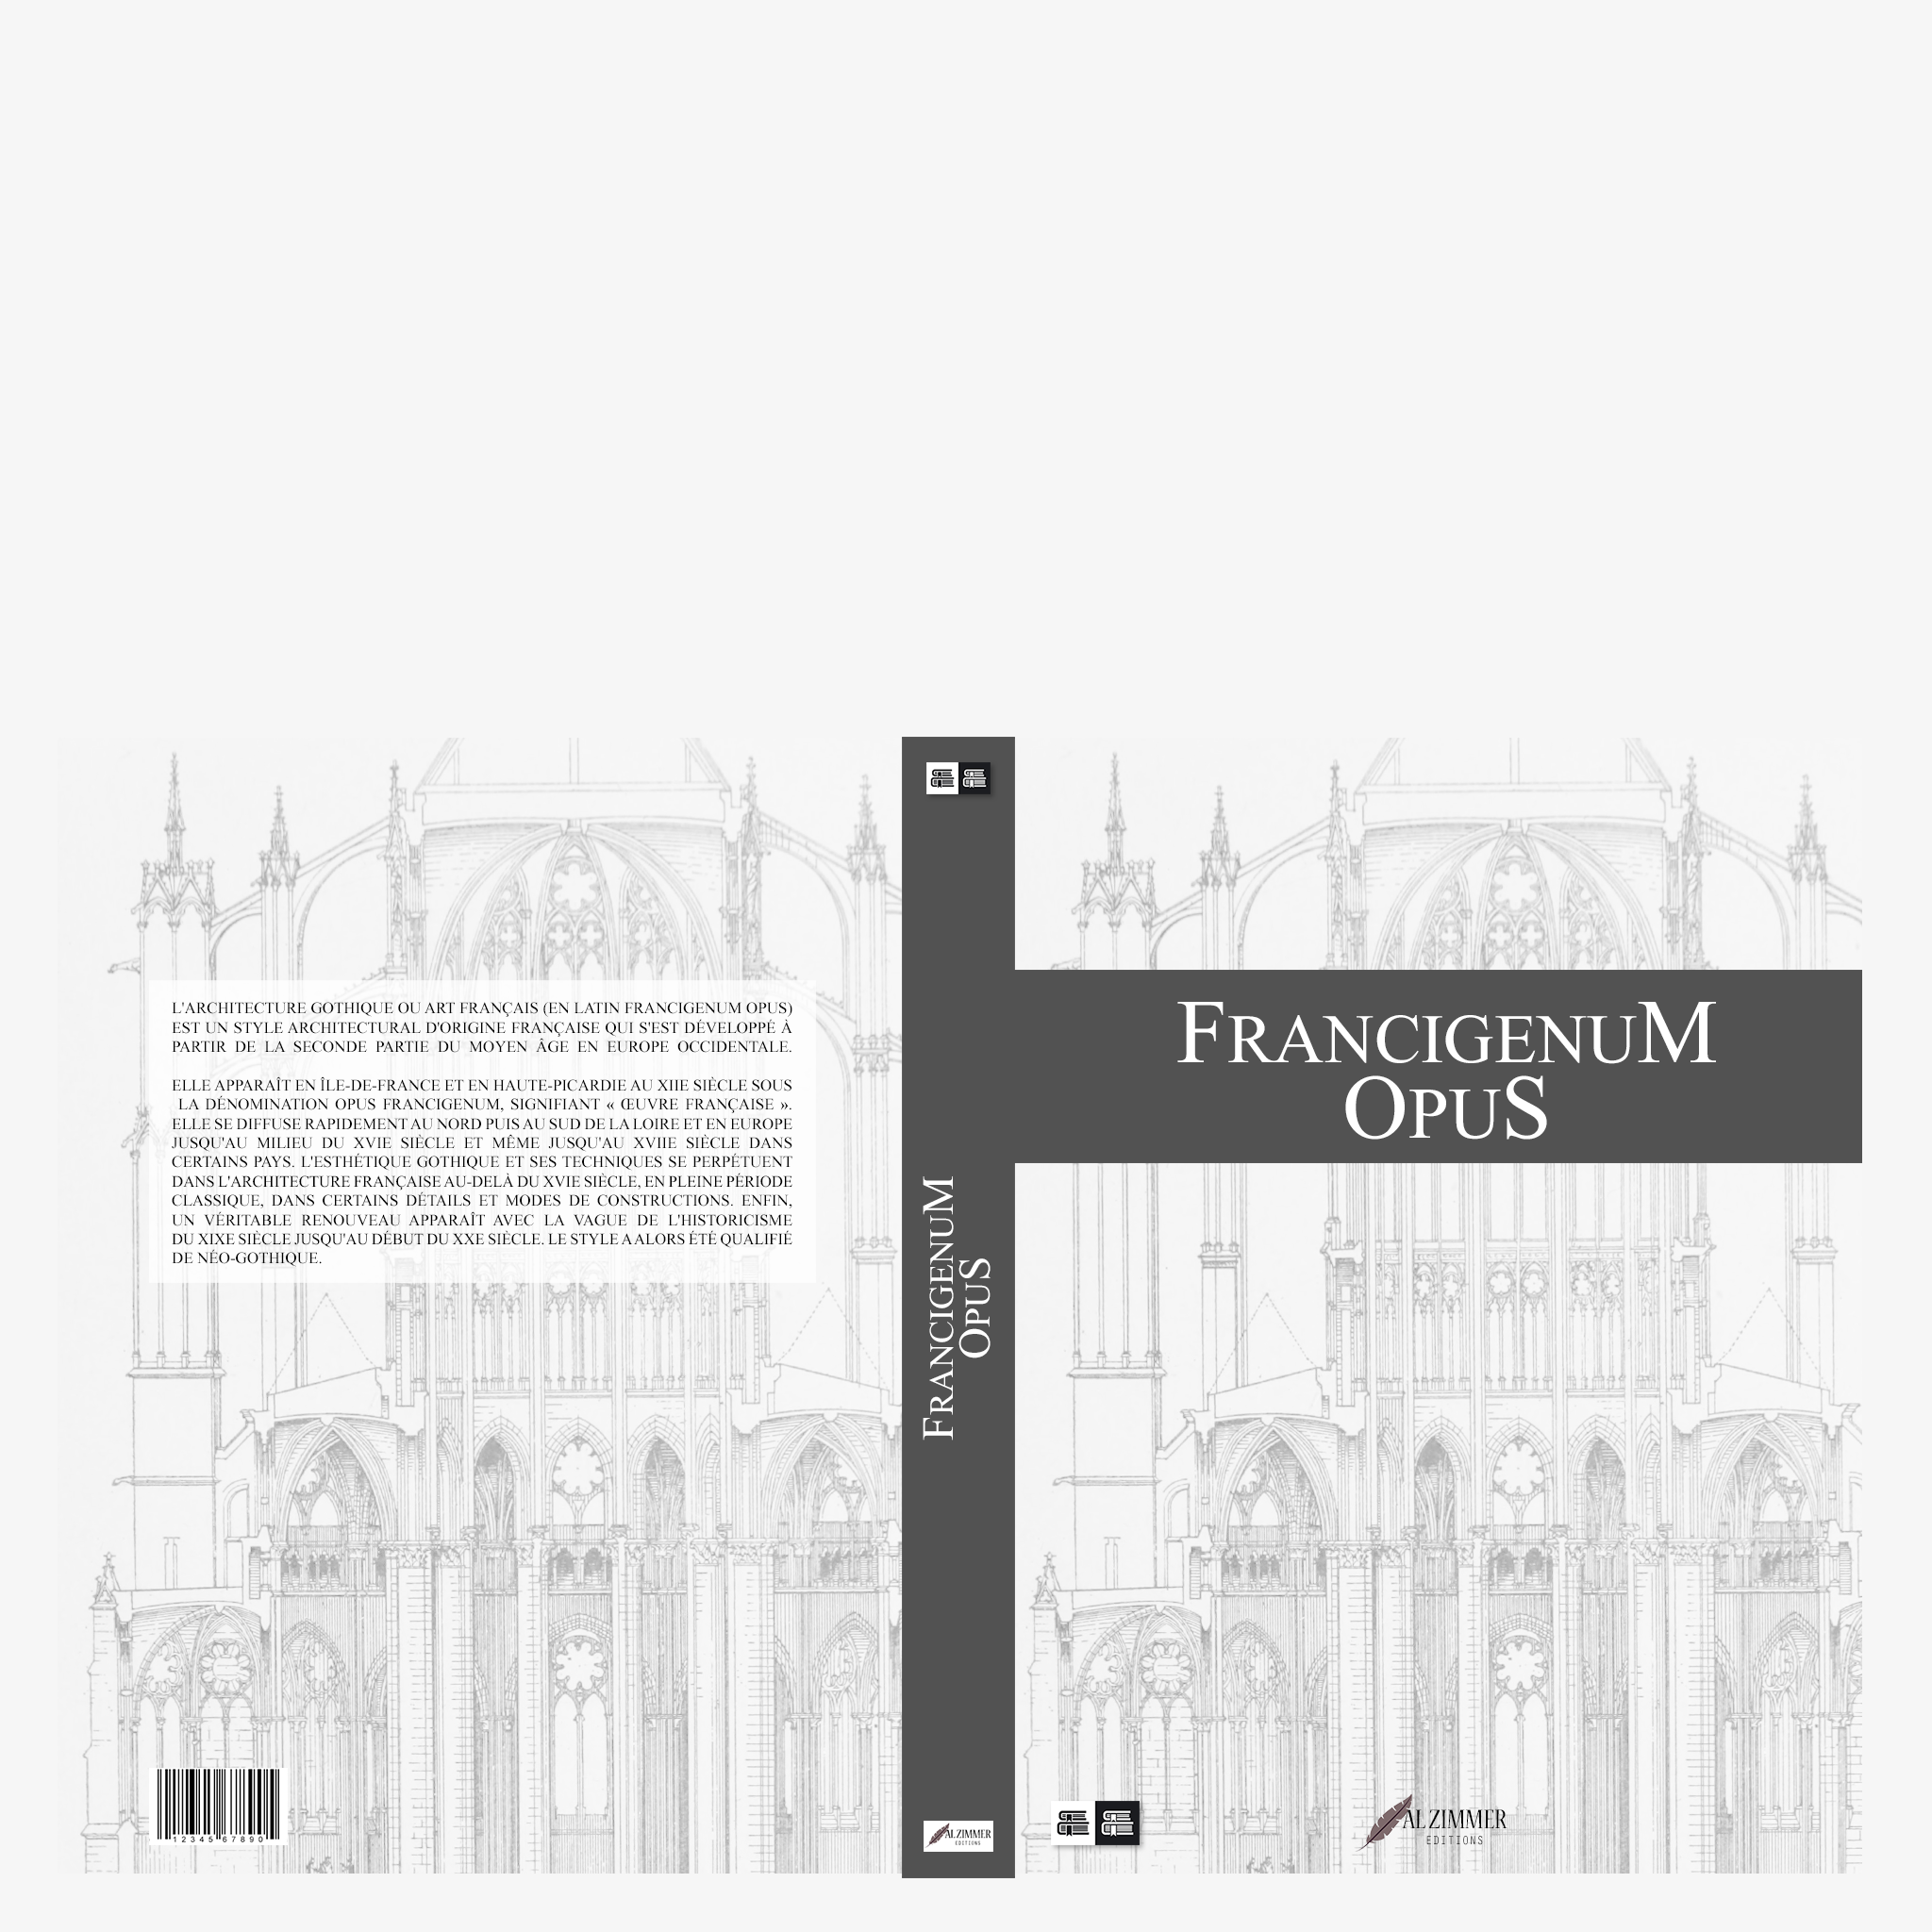 L'ARCHITECTURE GOTHIQUE OU ART FRANÇAIS (EN LATIN FRANCIGENUM OPUS)
EST UN STYLE ARCHITECTURAL D'ORIGINE FRANÇAISE QUI S'EST DÉVELOPPÉ À
PARTIR DE LA SECONDE PARTIE DU MOYEN ÂGE EN EUROPE OCCIDENTALE.
ELLE APPARAÎT EN ÎLE-DE-FRANCE ET EN HAUTE-PICARDIE AU XIIE SIÈCLE SOUS
LA DÉNOMINATION OPUS FRANCIGENUM, SIGNIFIANT « ŒUVRE FRANÇAISE ».
ELLE SE DIFFUSE RAPIDEMENT AU NORD PUIS AU SUD DE LA LOIRE ET EN EUROPE
JUSQU'AU MILIEU DU XVIE SIÈCLE ET MÊME JUSQU'AU XVIIE SIÈCLE DANS
CERTAINS PAYS. L'ESTHÉTIQUE GOTHIQUE ET SES TECHNIQUES SE PERPÉTUENT
DANS L'ARCHITECTURE FRANÇAISE AU-DELÀ DU XVIE SIÈCLE, EN PLEINE PÉRIODE
CLASSIQUE, DANS CERTAINS DÉTAILS ET MODES DE CONSTRUCTIONS. ENFIN,
UN VÉRITABLE RENOUVEAU APPARAÎT AVEC LA VAGUE DE L'HISTORICISME
DU XIXE SIÈCLE JUSQU'AU DÉBUT DU XXE SIÈCLE. LE STYLE A ALORS ÉTÉ QUALIFIÉ
DE NÉO-GOTHIQUE.
12345 67890
FRANCIGENUM
OPUS
AL ZIMMER
EDITIONS
FRANCIGENUM
OPUS
AL ZIMMER
EDITIONS